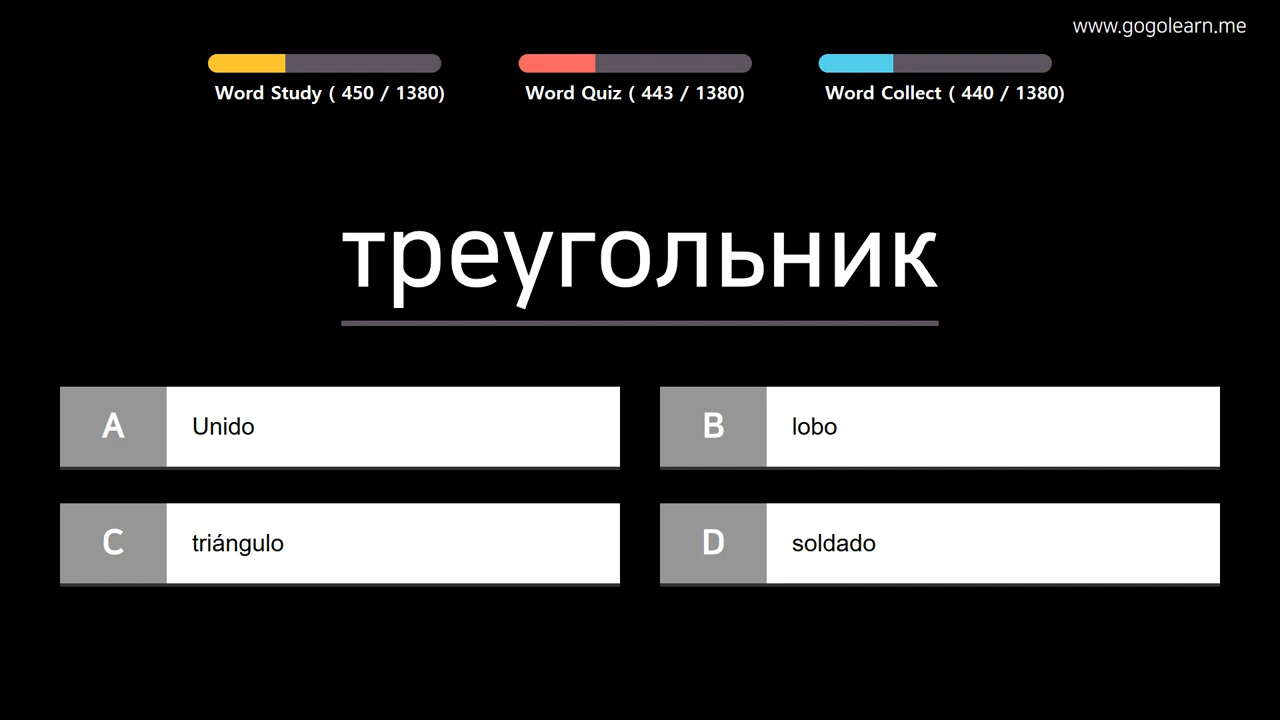 www.gogolearn.me
Word Study ( 450 / 1380)
Word Quiz ( 443 / 1380)
Word Collect ( 440 / 1380)
треугольник
A Unido
B lobo
C triángulo
D soldado